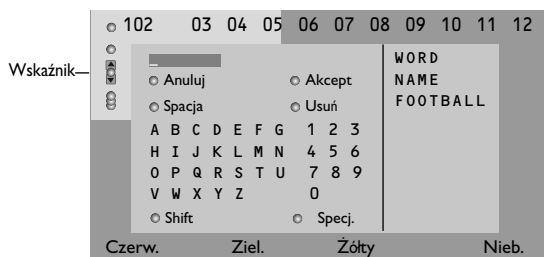 102 03 04 05 06 07 08 09 10 11 12
Wskaźnik
_
Anuluj Akcept
Spacja Usuń
A B C D E F G 1 2 3
H I J K L M N 4 5 6
O P Q R S T U 7 8 9
V W X Y Z 0
Shift Specj.
WORD
NAME
FOOTBALL
Czerw. Ziel. Żółty Nieb.